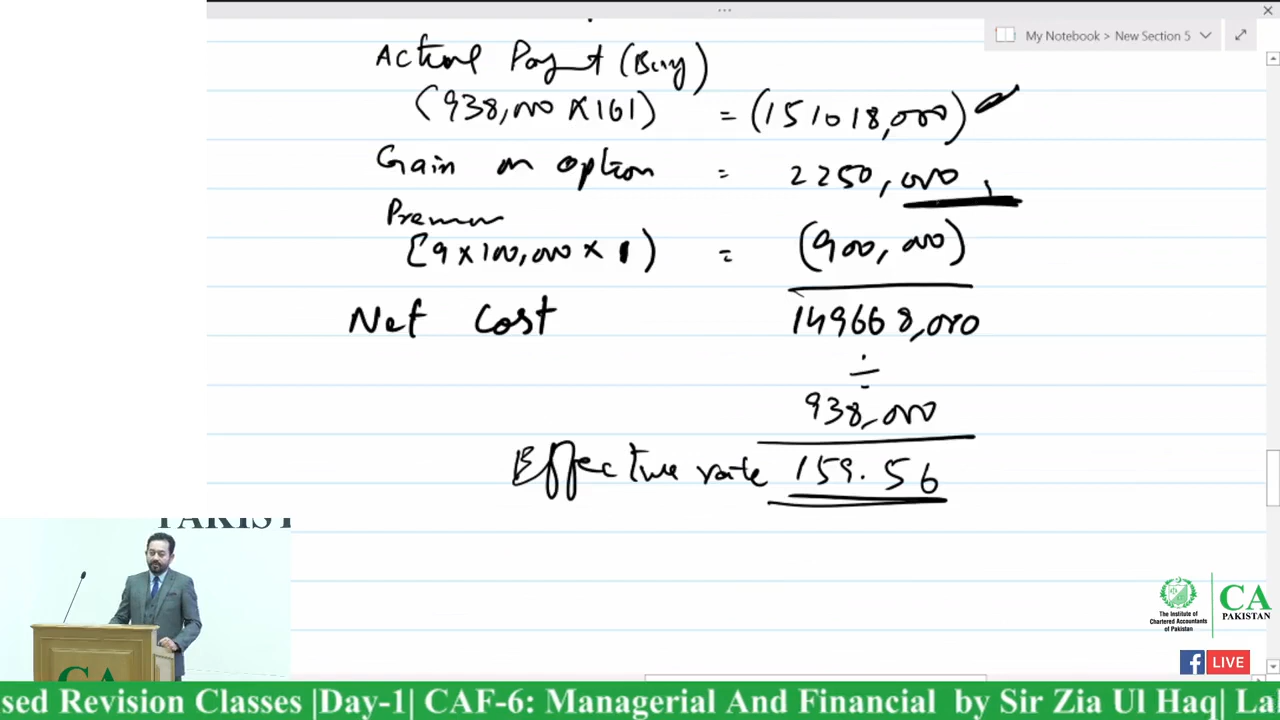 My Notebook > New Section 5
Actual Paymt (Buy)
(938,000 x 161) = (151018,000)
Gain on option = 2250,000
Premum
[9 x 100,000 x 1) = (900,000)
Net Cost 149668,000
÷
938,000
Effective rate 159.56
PAKIST
CA
The Institute of
Chartered Accountants
of Pakistan
CA
PAKISTAN
f LIVE
sed Revision Classes |Day-1| CAF-6: Managerial And Financial by Sir Zia Ul Haq| La